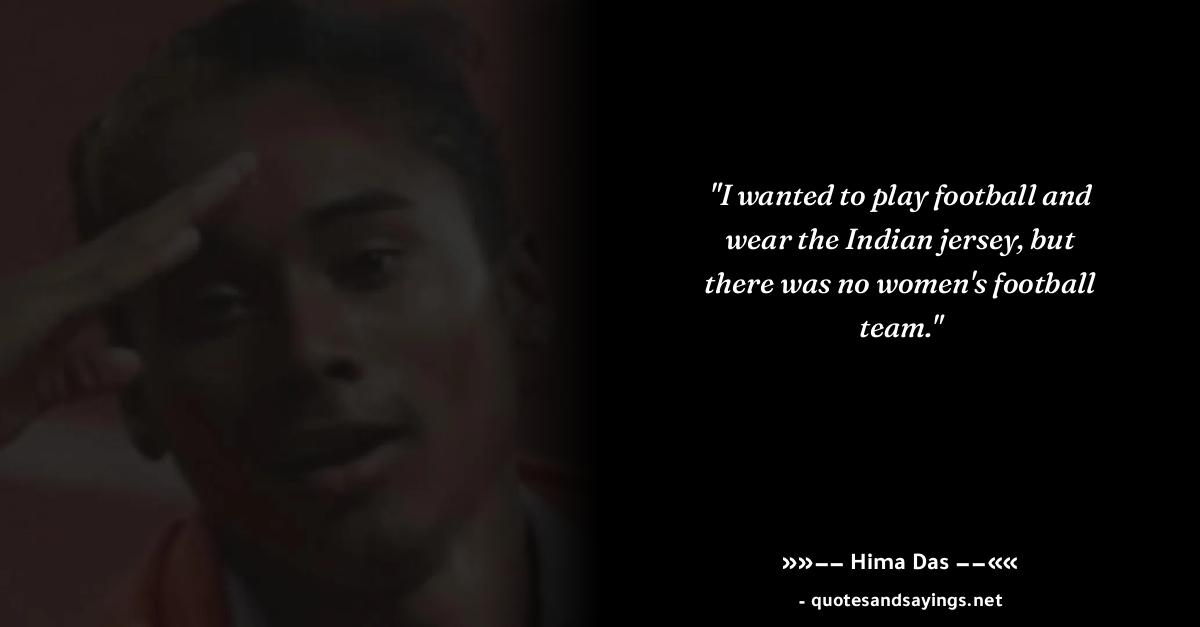 "I wanted to play football and
wear the Indian jersey, but
there was no women's football
team."
»»–– Hima Das ––««
- quotesandsayings.net